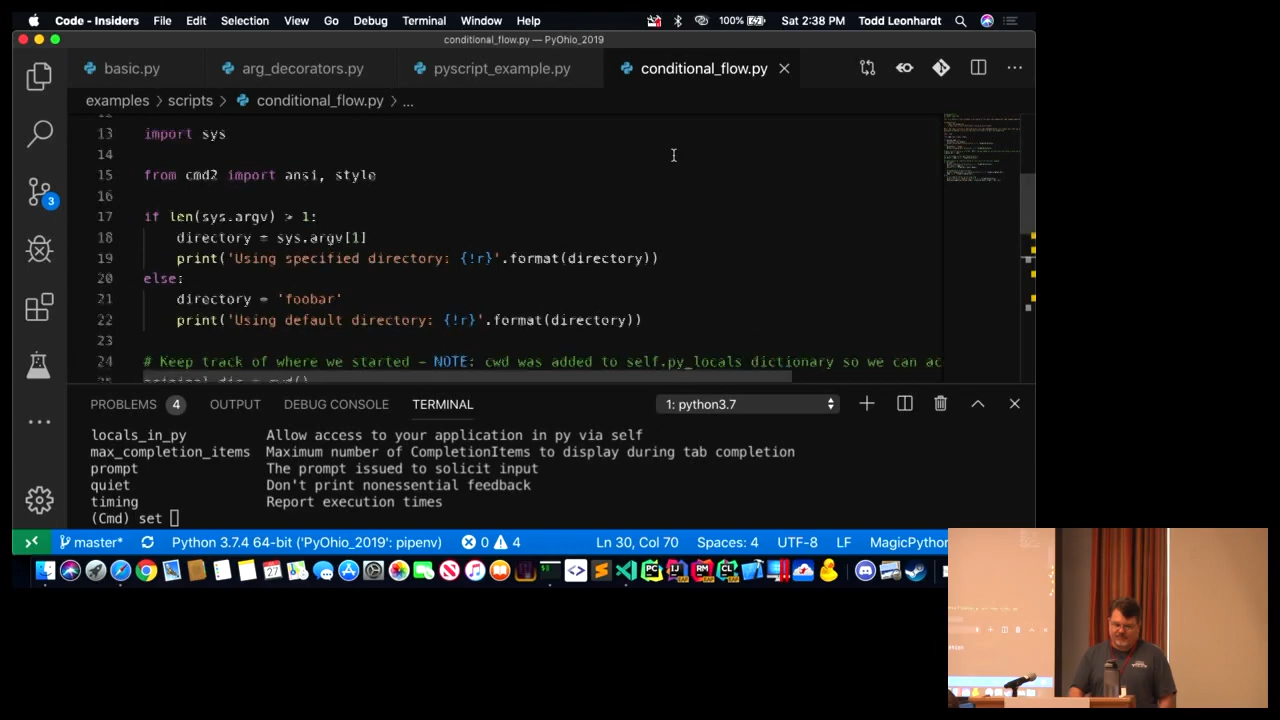 Code - Insiders File Edit Selection View Go Debug Terminal Window Help 100% Sat 2:38 PM Todd Leonhardt
conditional_flow.py — PyOhio_2019
basic.py arg_decorators.py pyscript_example.py conditional_flow.py
examples > scripts > conditional_flow.py > ...
13 import sys
14
15 from import
16
17 if len(sys.argv) > 1:
18 directory = sys.argv[1]
19 print('Using specified directory: {!r}'.format(directory))
20 else:
21 directory = 'foobar'
22 print('Using default directory: {!r}'.format(directory))
23
24 # Keep track of where we started - NOTE: cwd was added to self.py_locals dictionary so we can ac
PROBLEMS 4 OUTPUT DEBUG CONSOLE TERMINAL 1: python3.7
locals_in_py Allow access to your application in py via self
max_completion_items Maximum number of CompletionItems to display during tab completion
prompt The prompt issued to solicit input
quiet Don't print nonessential feedback
timing Report execution times
(Cmd) set
3
master* Python 3.7.4 64-bit ('PyOhio_2019': pipenv) 0 4 Ln 30, Col 70 Spaces: 4 UTF-8 LF MagicPython